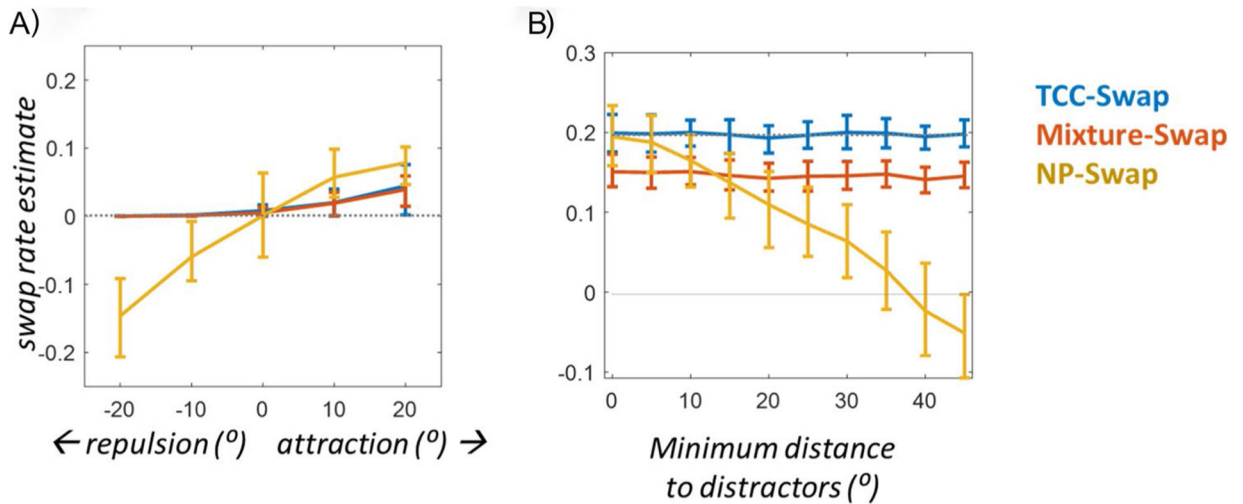 A)
B)
0.2
0.1
0
-0.1
-0.2
swap rate estimate
-20 -10 0 10 20
← repulsion (º) attraction (º) →
0.3
0.2
0.1
0
-0.1
0 10 20 30 40
Minimum distance
to distractors (º)
TCC-Swap
Mixture-Swap
NP-Swap